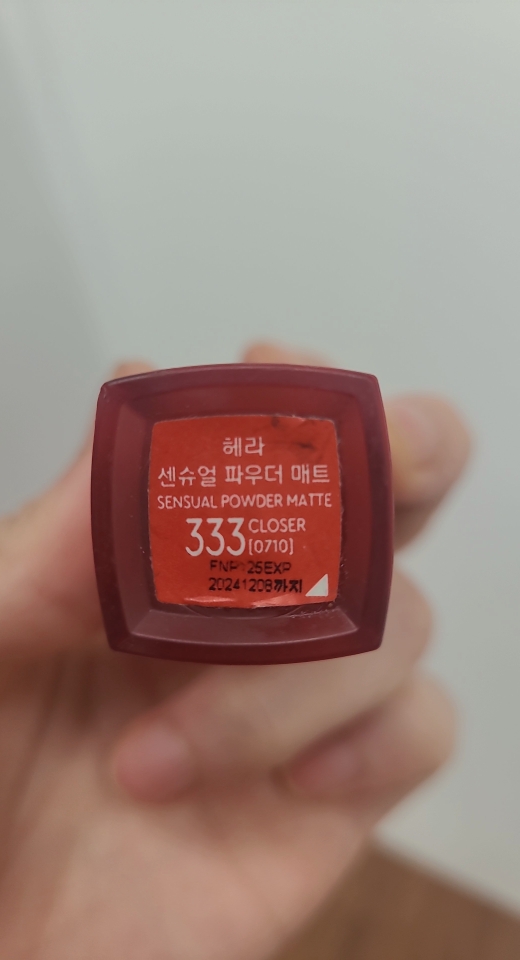 헤라
센슈얼 파우더 매트
SENSUAL POWDER MATTE
333 CLOSER
[0710]
25EXP
20241208까지